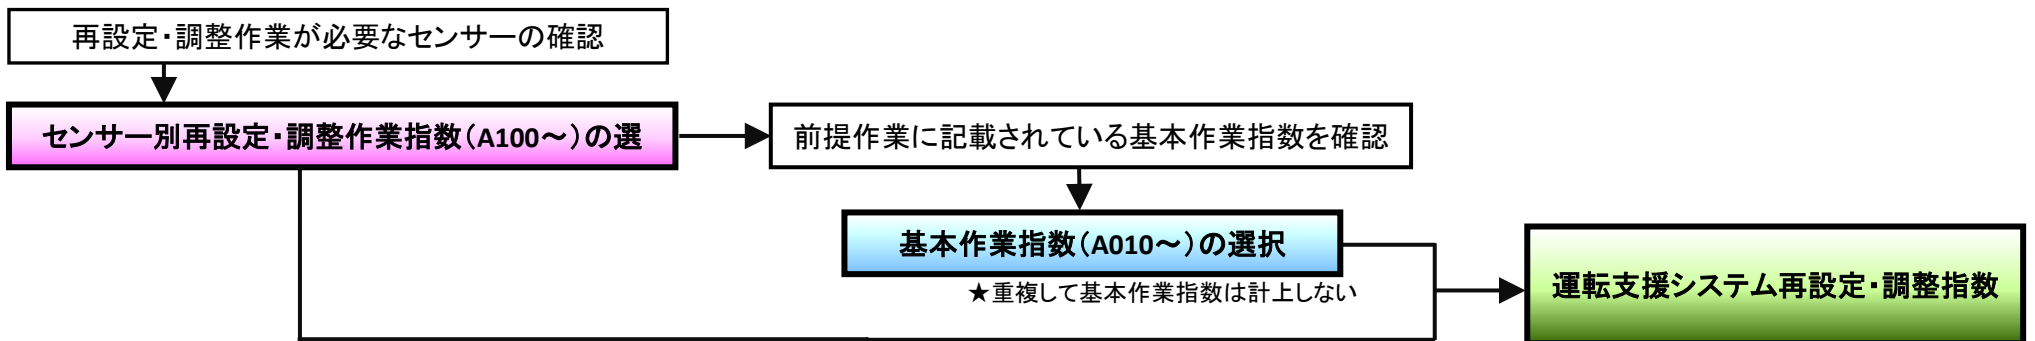 再設定・調整作業が必要なセンサーの確認
センサー別再設定・調整作業指数（A100～）の選
前提作業に記載されている基本作業指数を確認
基本作業指数（A010～）の選択
★重複して基本作業指数は計上しない
運転支援システム再設定・調整指数